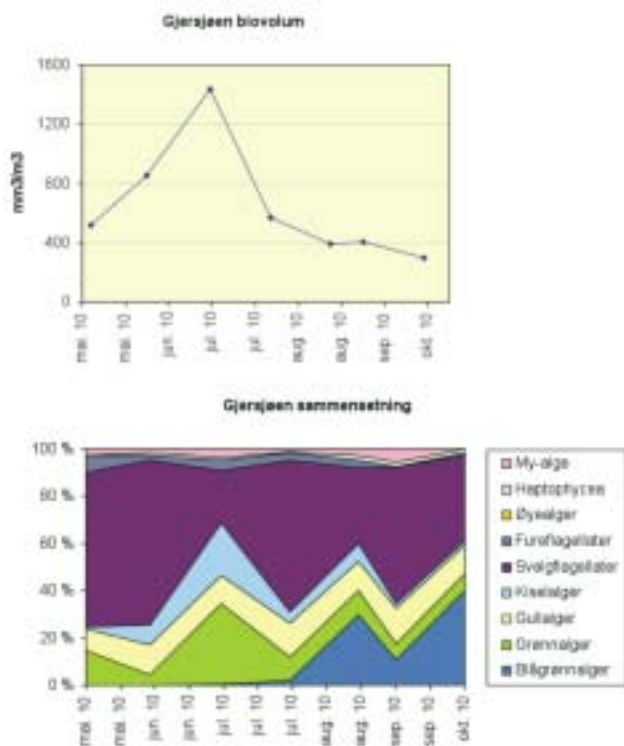 Gjersjøen biovolum
1600
1200
800
400
0
mm3/m3
mai. 10
mai. 10
jun. 10
jul. 10
jul. 10
aug. 10
aug. 10
sep. 10
okt. 10
Gjersjøen sammensetning
100 %
80 %
60 %
40 %
20 %
0 %
mai. 10
mai. 10
jun. 10
jun. 10
jul. 10
jul. 10
jul. 10
aug. 10
aug. 10
sep. 10
sep. 10
okt. 10
My-alge
Haptophycea
Øyealger
Fureflagellater
Svelgflagellater
Kiselalger
Gullalger
Grønnalger
Blågrønnalger